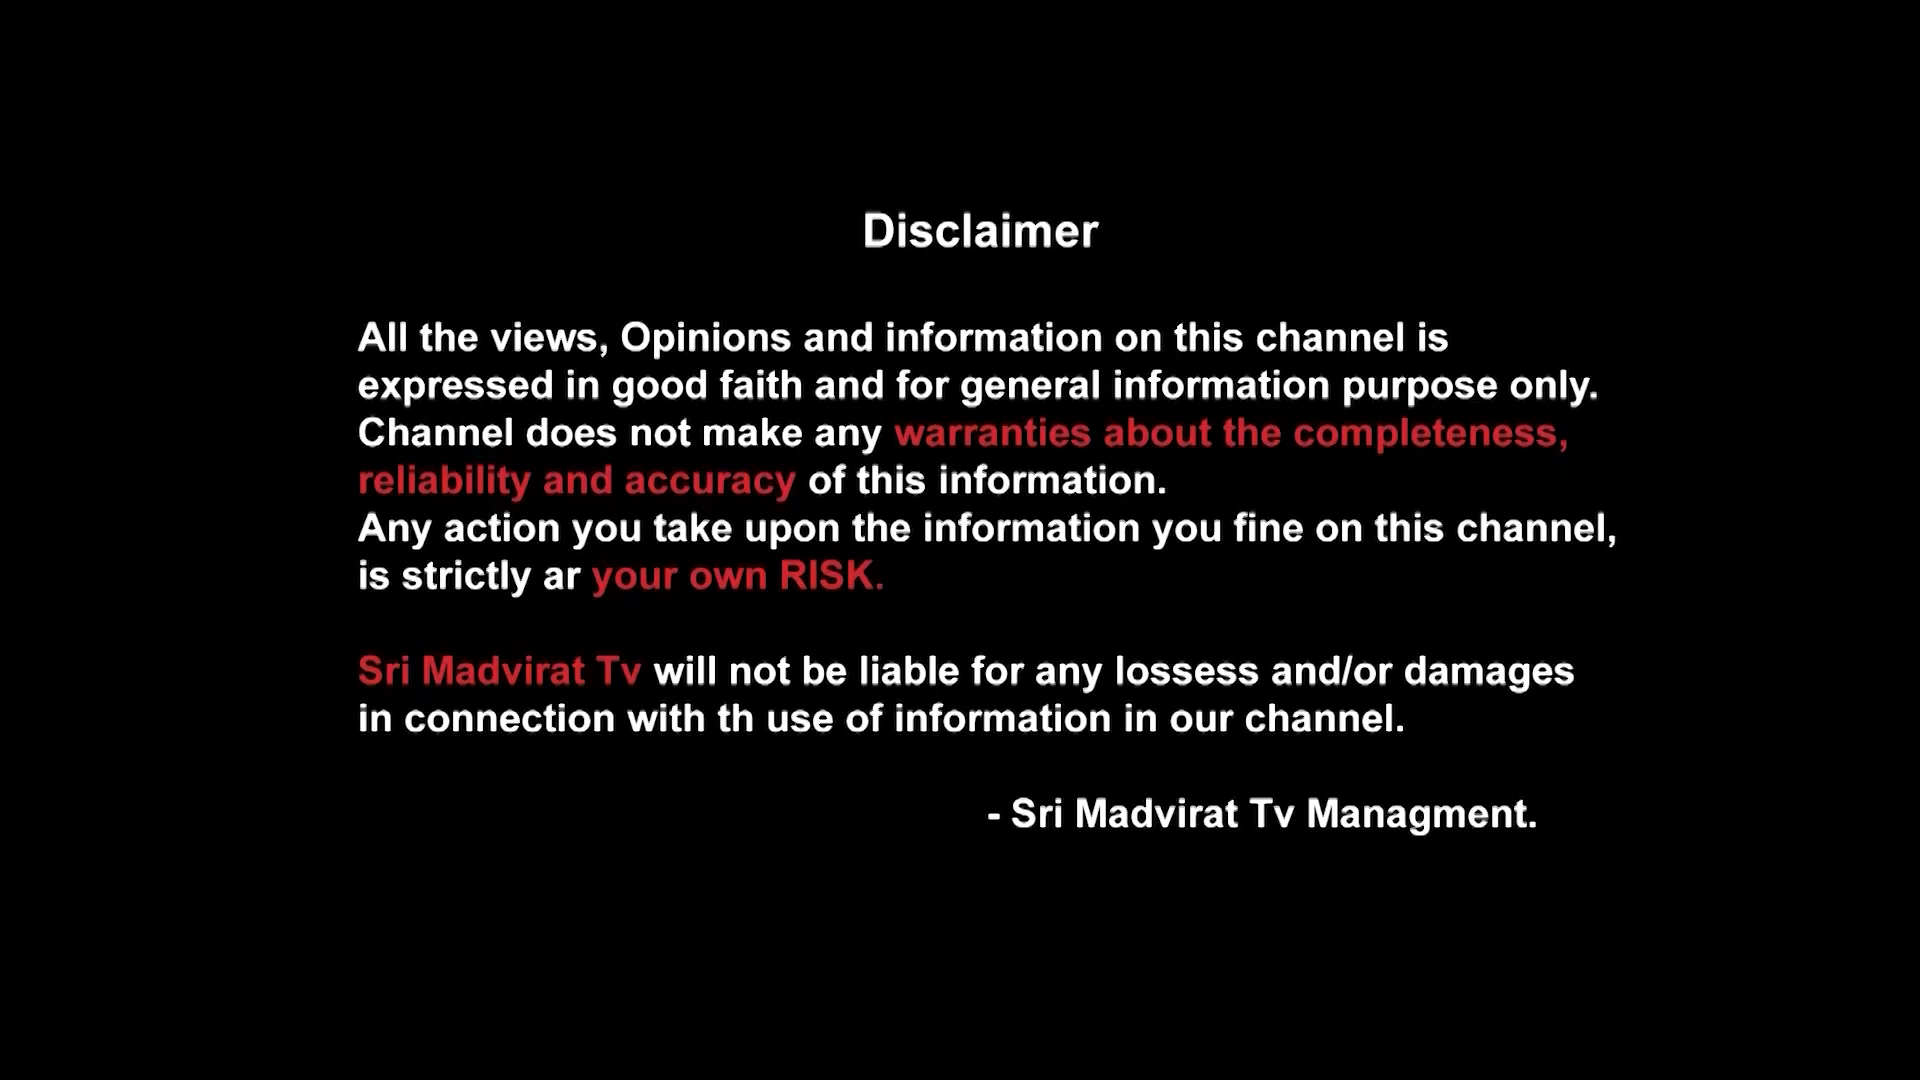 Disclaimer
All the views, Opinions and information on this channel is
expressed in good faith and for general information purpose only.
Channel does not make any warranties about the completeness,
reliability and accuracy of this information.
Any action you take upon the information you fine on this channel,
is strictly ar your own RISK.
Sri Madvirat Tv will not be liable for any lossess and/or damages
in connection with th use of information in our channel.
- Sri Madvirat Tv Managment.